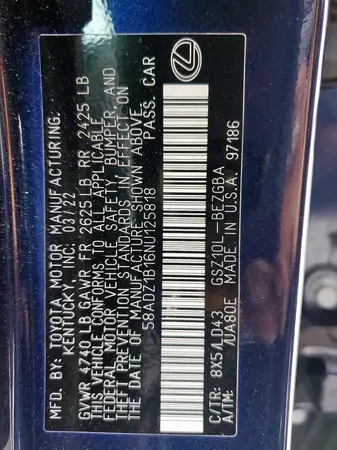 MFD. BY: TOYOTA MOTOR MANUFACTURING,
KENTUCKY, INC. 03/22
GVWR 4740 LB GAWR FR 2625 LB RR 2425 LB
THIS VEHICLE CONFORMS TO ALL APPLICABLE
FEDERAL MOTOR VEHICLE SAFETY, BUMPER, AND
THEFT PREVENTION STANDARDS IN EFFECT ON
THE DATE OF MANUFACTURE SHOWN ABOVE.
58ADZ1B16NU125818 PASS. CAR
C/TR: 8X5/LD43 GSZ10L-BEZGBA
A/TM: /UA80E MADE IN U.S.A. 97186